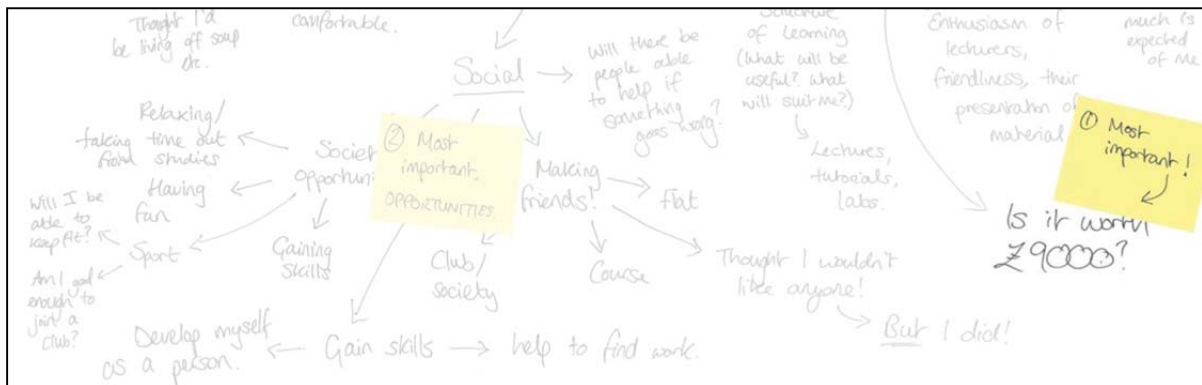 Thought I'd
be living off soup
etc.
comfortable.
Social
Will there be
people able
to help if
something
goes wrong?
of Learning
(What will be
useful? What
will suit me?)
Lectures,
tutorials,
labs.
Enthusiasm of
lecturers,
friendliness, their
presentation of
material
much is
expected
of me
① Most
important!
Is it worth
£9000?
Relaxing/
taking time out
from studies
Having
fun
Sport
Will I be
able to
keep fit?
Am I good
enough to
join a
club?
Society
Opportuni
Gaining
skills
② Most
important.
OPPORTUNITIES.
Making
friends!
Flat
Course
Club/
society
Thought I wouldn't
like anyone!
But I did!
Develop myself
as a person.
Gain skills
help to find work.